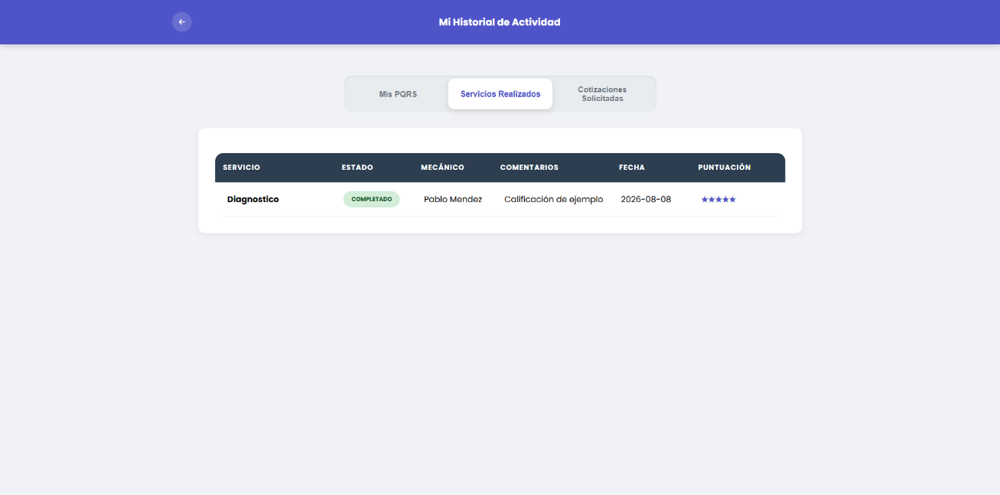 Mi Historial de Actividad
Mis PQRS
Servicios Realizados
Cotizaciones
Solicitadas
SERVICIO ESTADO MECÁNICO COMENTARIOS FECHA PUNTUACIÓN
Diagnostico COMPLETADO Pablo Mendez Calificación de ejemplo 2026-08-08 ★★★★★